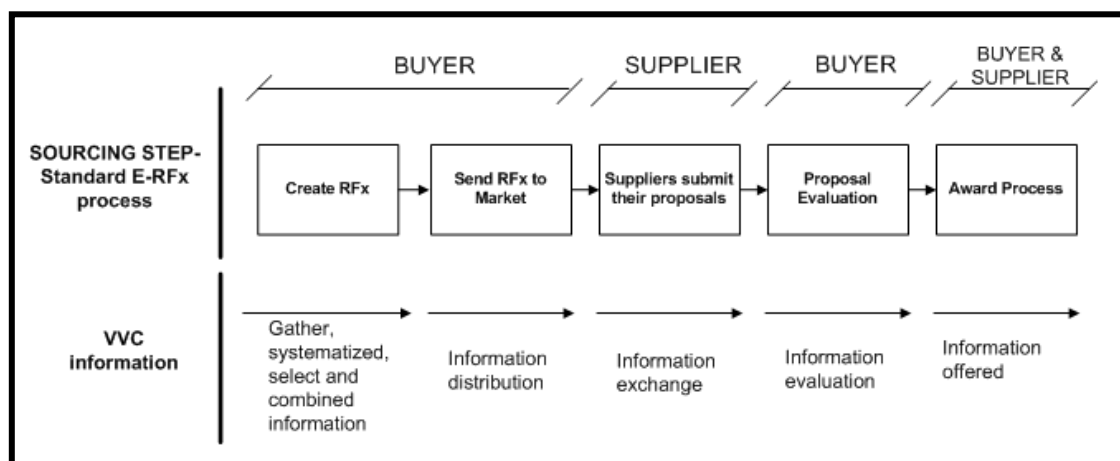 BUYER
SUPPLIER
BUYER
BUYER &
SUPPLIER
SOURCING STEP-
Standard E-RFx
process
Create RFx
Send RFx to
Market
Suppliers submit
their proposals
Proposal
Evaluation
Award Process
VVC
information
Gather,
systematized,
select and
combined
information
Information
distribution
Information
exchange
Information
evaluation
Information
offered